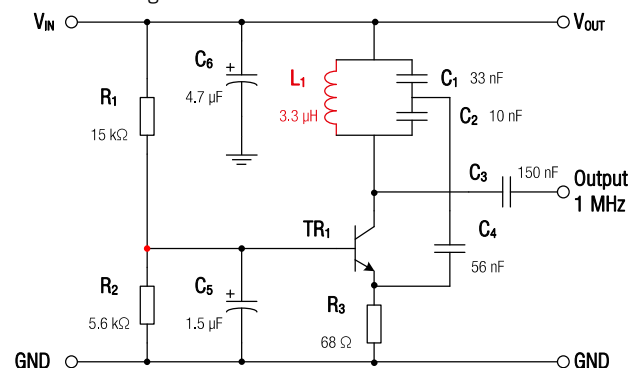 V_IN
V_OUT
C₆
4.7 µF
L₁
3.3 µH
C₁ 33 nF
C₂ 10 nF
R₁
15 kΩ
C₃ 150 nF
Output
1 MHz
TR₁
C₄
56 nF
R₂
5.6 kΩ
C₅
1.5 µF
R₃
68 Ω
GND
GND
+
+